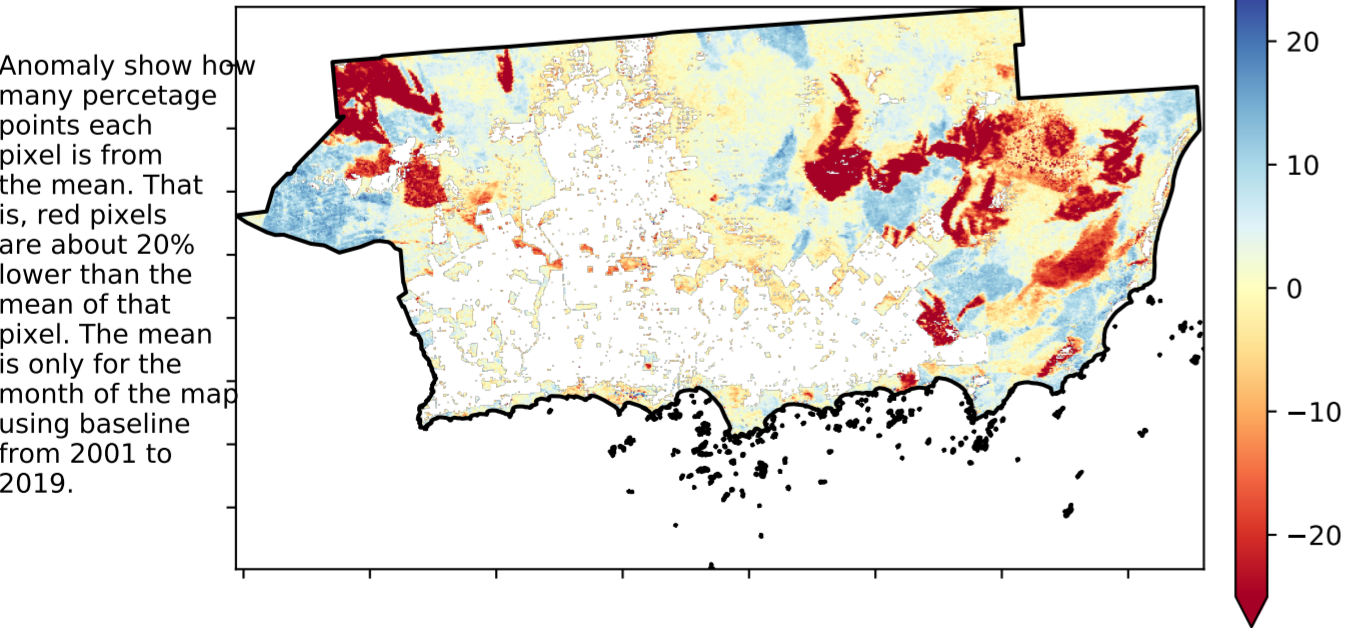 Anomaly show how
many percetage
points each
pixel is from
the mean. That
is, red pixels
are about 20%
lower than the
mean of that
pixel. The mean
is only for the
month of the map
using baseline
from 2001 to
2019.
20
10
0
−10
−20